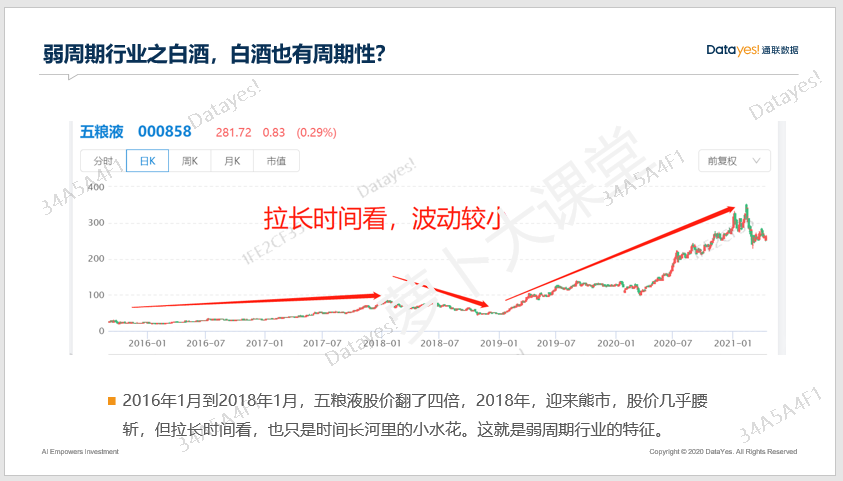 弱周期行业之白酒，白酒也有周期性？
Datayes!通联数据
五粮液 000858 281.72 0.83 (0.29%)
分时 日K 周K 月K 市值 前复权
400
300
200
100
0
拉长时间看，波动较小
2016-01 2016-07 2017-01 2017-07 2018-01 2018-07 2019-01 2019-07 2020-01 2020-07 2021-01
2016年1月到2018年1月，五粮液股价翻了四倍，2018年，迎来熊市，股价几乎腰
斩，但拉长时间看，也只是时间长河里的小水花。这就是弱周期行业的特征。
AI Empowers Investment
Copyright © 2020 DataYes. All Rights Reserved
萝卜大课堂
Datayes!
Datayes!
Datayes!
Datayes!
34A5A4F1
34A5A4F1
34A5A4F1
34A5A4F1